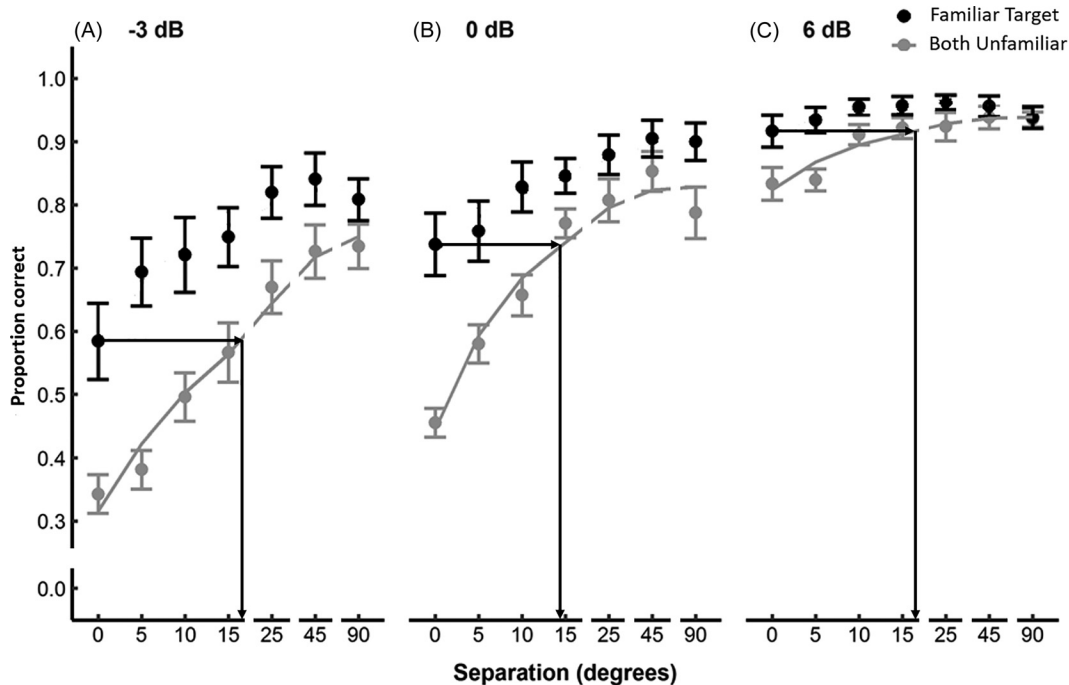 (A) -3 dB (B) 0 dB (C) 6 dB
Familiar Target
Both Unfamiliar
Proportion correct
1.0
0.9
0.8
0.7
0.6
0.5
0.4
0.3
0.0
0 5 10 15 25 45 90 0 5 10 15 25 45 90 0 5 10 15 25 45 90
Separation (degrees)